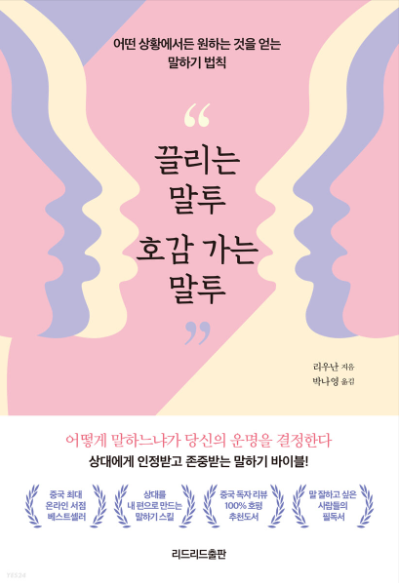 어떤 상황에서든 원하는 것을 얻는
말하기 법칙
“
끌리는
말투
호감 가는
말투
”
리우난 지음
박나영 옮김
어떻게 말하느냐가 당신의 운명을 결정한다
상대에게 인정받고 존중받는 말하기 바이블!
중국 최대
온라인 서점
베스트셀러
상대를
내 편으로 만드는
말하기 스킬
중국 독자 리뷰
100% 호평
추천도서
말 잘하고 싶은
사람들의
필독서
리드리드출판